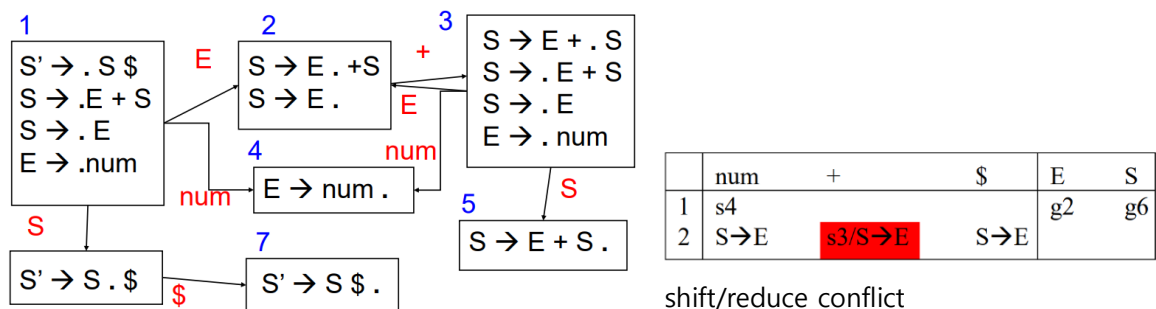 1
S' → . S $
S → .E + S
S → . E
E → .num
E
2
S → E . +S
S → E .
+
E
3
S → E + . S
S → . E + S
S → . E
E → . num
4
E → num .
num
num
S
5
S → E + S .
S
S' → S . $
$
7
S' → S $ .
num + $ E S
1 s4 g2 g6
2 S→E s3/S→E S→E
shift/reduce conflict